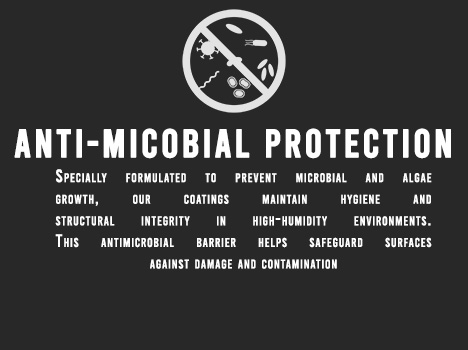 ANTI-MICOBIAL PROTECTION
Specially formulated to prevent microbial and algae
growth, our coatings maintain hygiene and
structural integrity in high-humidity environments.
This antimicrobial barrier helps safeguard surfaces
against damage and contamination